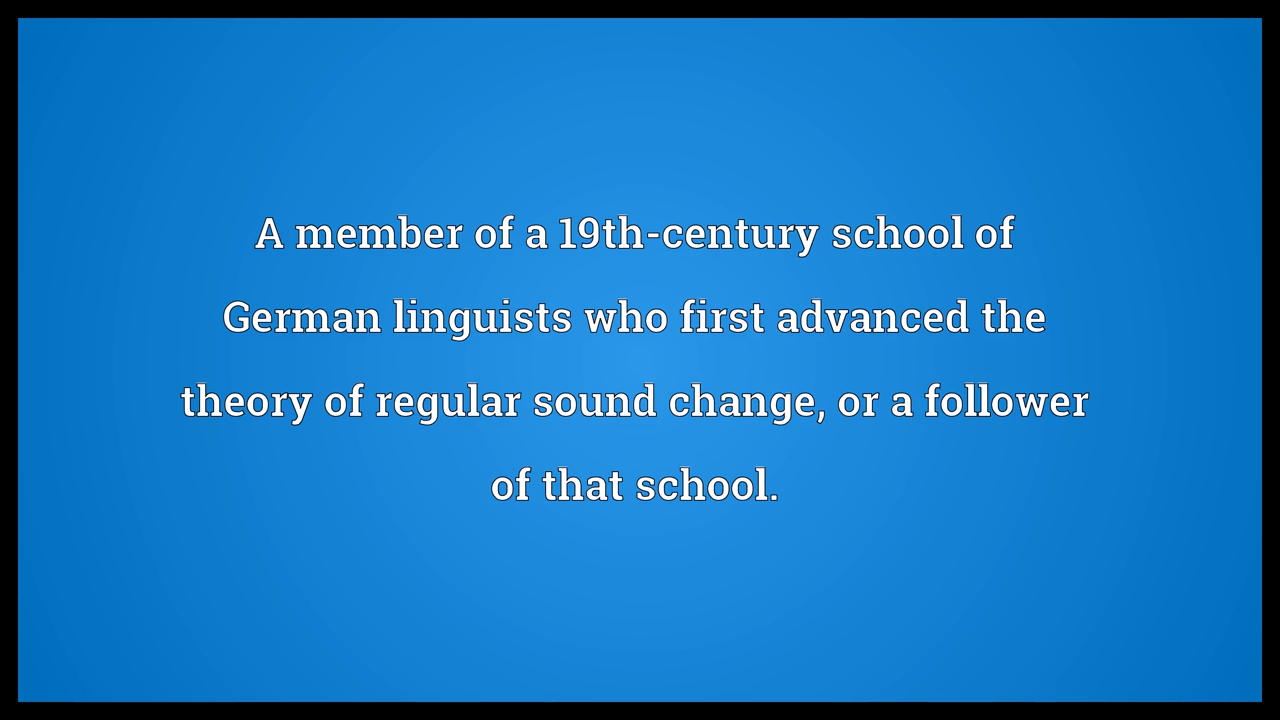 A member of a 19th-century school of
German linguists who first advanced the
theory of regular sound change, or a follower
of that school.